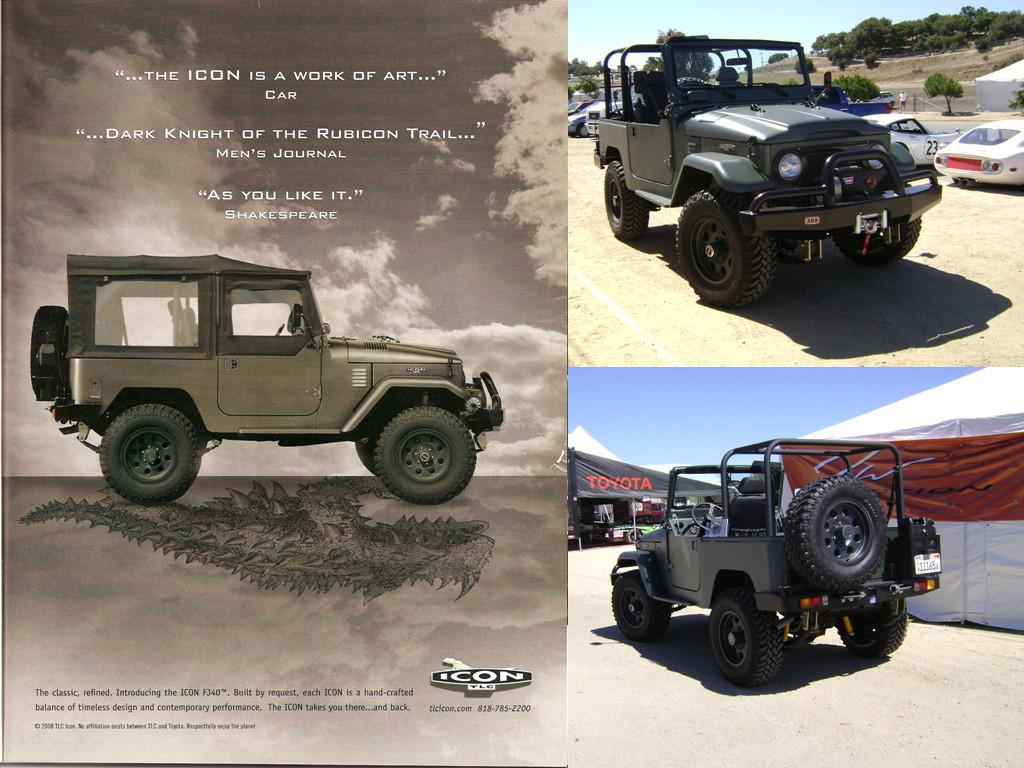 “...the ICON is a work of art...”
Car
“...Dark Knight of the Rubicon Trail...”
Men's Journal
“As you like it.”
Shakespeare
ICON
The classic, refined. Introducing the ICON FJ40™. Built by request, each ICON is a hand-crafted
balance of timeless design and contemporary performance. The ICON takes you there...and back.
© 2008 TLC Icon. No affiliation exists between TLC and Toyota. Respectfully enjoy the planet.
ICON
TLC
tlcicon.com 818-785-2200
23
ARB
TOYOTA
ICON